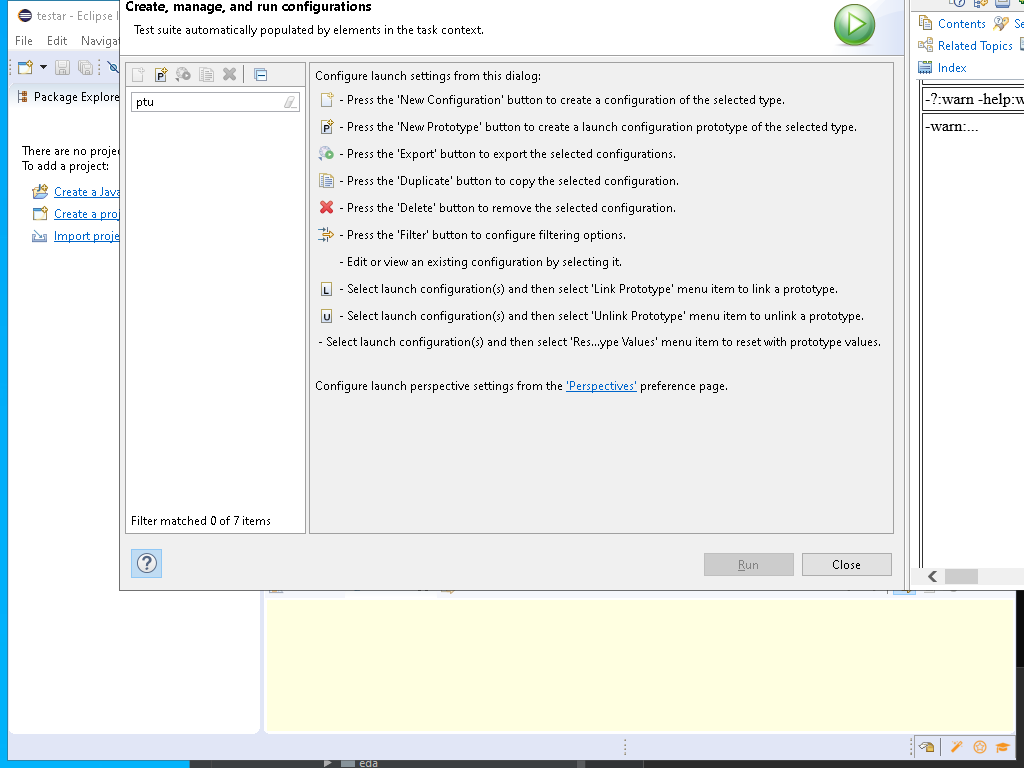 Create, manage, and run configurations
Test suite automatically populated by elements in the task context.
testar - Eclipse I
File Edit Navigat
Package Explore
There are no projec
To add a project:
Create a Java
Create a proj
Import proje
ptu
Filter matched 0 of 7 items
Configure launch settings from this dialog:
- Press the 'New Configuration' button to create a configuration of the selected type.
- Press the 'New Prototype' button to create a launch configuration prototype of the selected type.
- Press the 'Export' button to export the selected configurations.
- Press the 'Duplicate' button to copy the selected configuration.
- Press the 'Delete' button to remove the selected configuration.
- Press the 'Filter' button to configure filtering options.
- Edit or view an existing configuration by selecting it.
L - Select launch configuration(s) and then select 'Link Prototype' menu item to link a prototype.
U - Select launch configuration(s) and then select 'Unlink Prototype' menu item to unlink a prototype.
- Select launch configuration(s) and then select 'Res...ype Values' menu item to reset with prototype values.
Configure launch perspective settings from the 'Perspectives' preference page.
Run
Close
Contents
Se
Related Topics
Index
-?:warn -help:w
-warn:...
eda